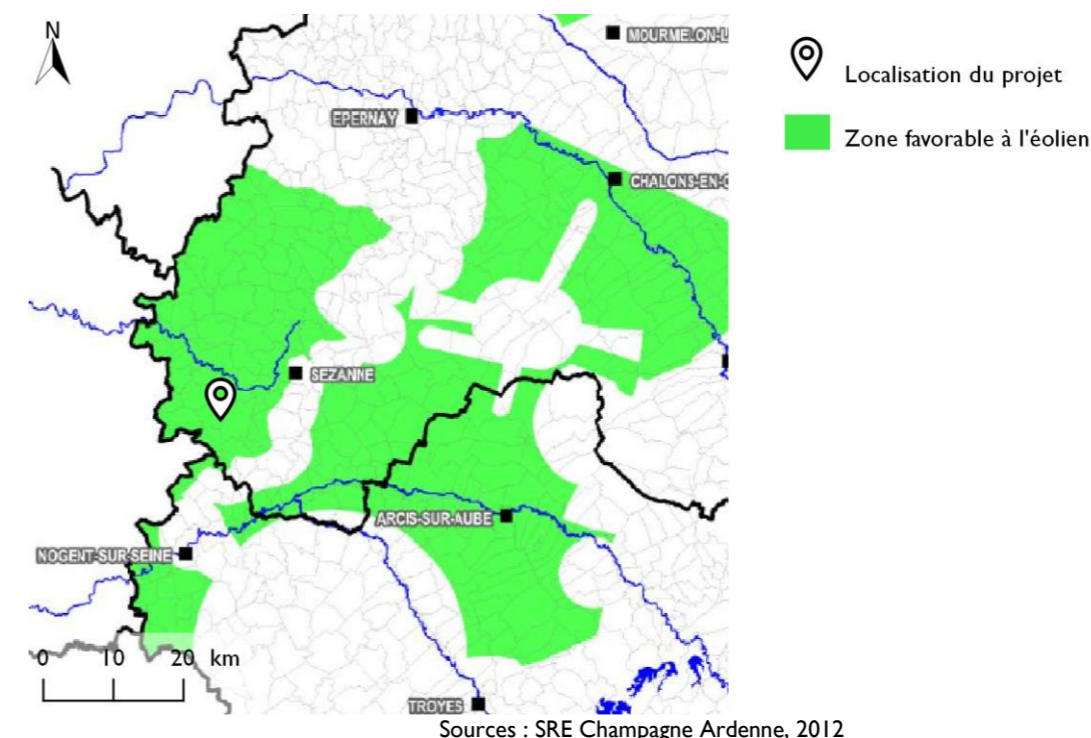 N
MOURMELON-L
EPERNAY
CHALONS-EN-C
SEZANNE
ARCIS-SUR-AUBE
NOGENT-SUR-SEINE
0 10 20 km
TROYES
Localisation du projet
Zone favorable à l'éolien
Sources : SRE Champagne Ardenne, 2012